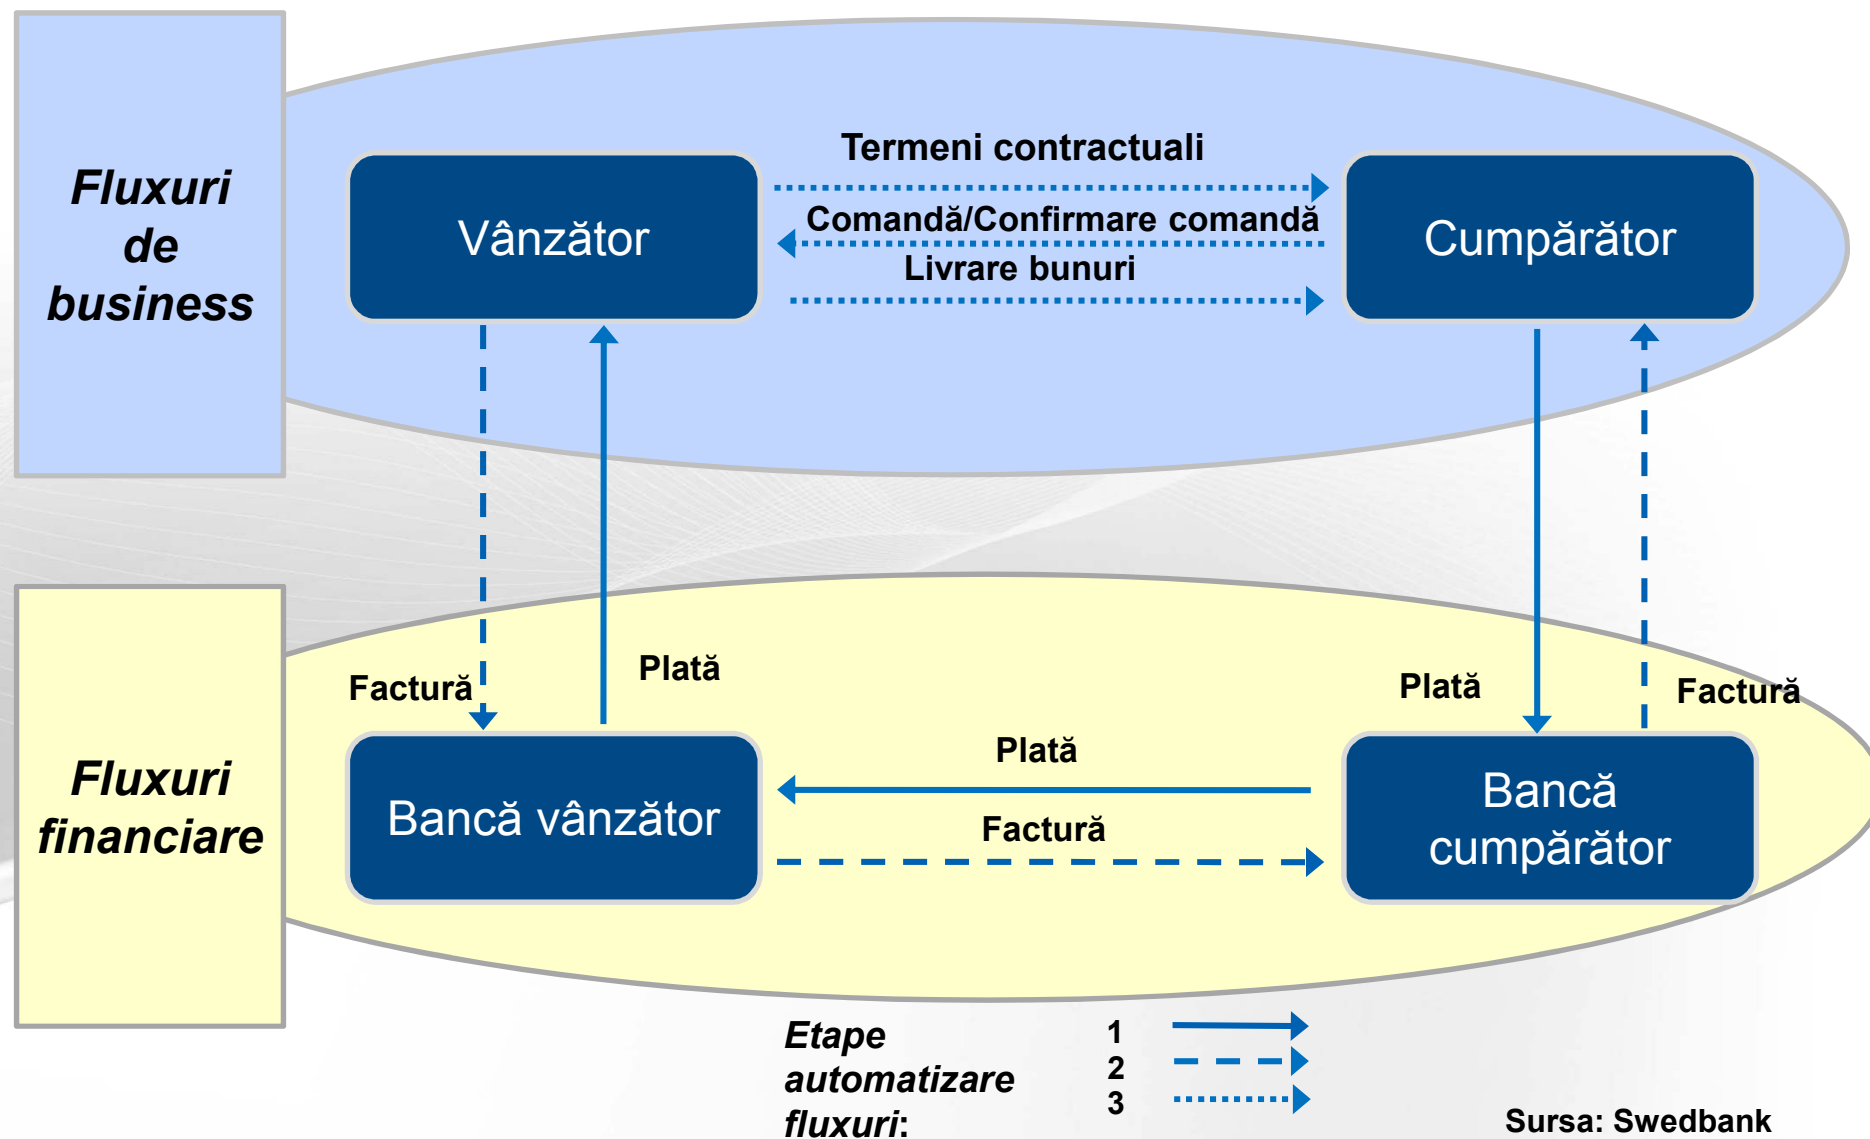 Fluxuri
de
business
Termeni contractuali
Vânzător
Comandă/Confirmare comandă
Cumpărător
Livrare bunuri
Fluxuri
financiare
Factură
Plată
Plată
Factură
Plată
Bancă vânzător
Factură
Bancă
cumpărător
Etape
automatizare
fluxuri:
1
2
3
Sursa: Swedbank